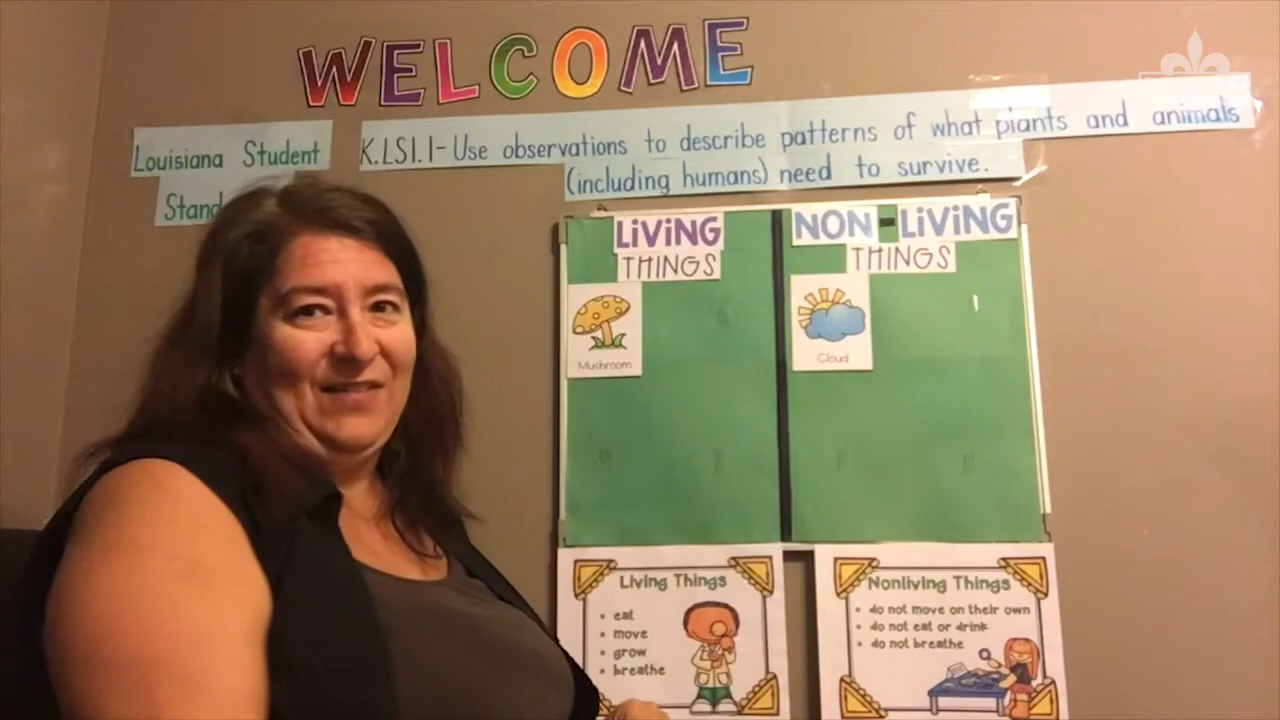 WELCOME
Louisiana Student
Stand
K.LS1.1- Use observations to describe patterns of what plants and animals
(including humans) need to survive.
LiViNG
THINGS
NON-LiViNG
THINGS
Mushroom
Cloud
Living Things
• eat
• move
• grow
• breathe
Nonliving Things
• do not move on their own
• do not eat or drink
• do not breathe